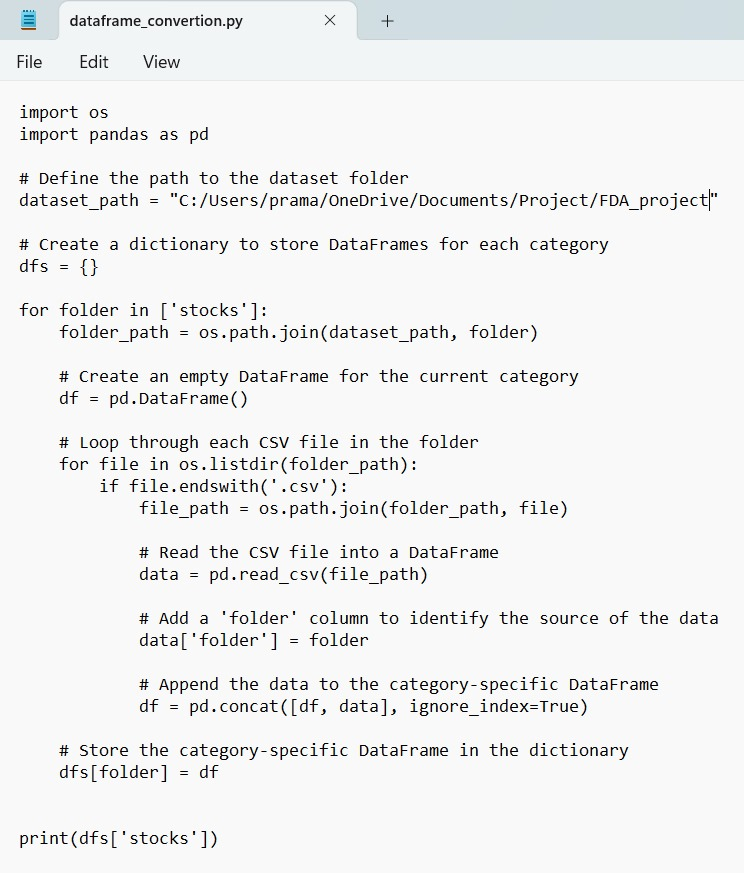 dataframe_convertion.py
File Edit View
import os
import pandas as pd
# Define the path to the dataset folder
dataset_path = "C:/Users/prama/OneDrive/Documents/Project/FDA_project"
# Create a dictionary to store DataFrames for each category
dfs = {}
for folder in ['stocks']:
    folder_path = os.path.join(dataset_path, folder)
    # Create an empty DataFrame for the current category
    df = pd.DataFrame()
    # Loop through each CSV file in the folder
    for file in os.listdir(folder_path):
        if file.endswith('.csv'):
            file_path = os.path.join(folder_path, file)
            # Read the CSV file into a DataFrame
            data = pd.read_csv(file_path)
            # Add a 'folder' column to identify the source of the data
            data['folder'] = folder
            # Append the data to the category-specific DataFrame
            df = pd.concat([df, data], ignore_index=True)
    # Store the category-specific DataFrame in the dictionary
    dfs[folder] = df
print(dfs['stocks'])